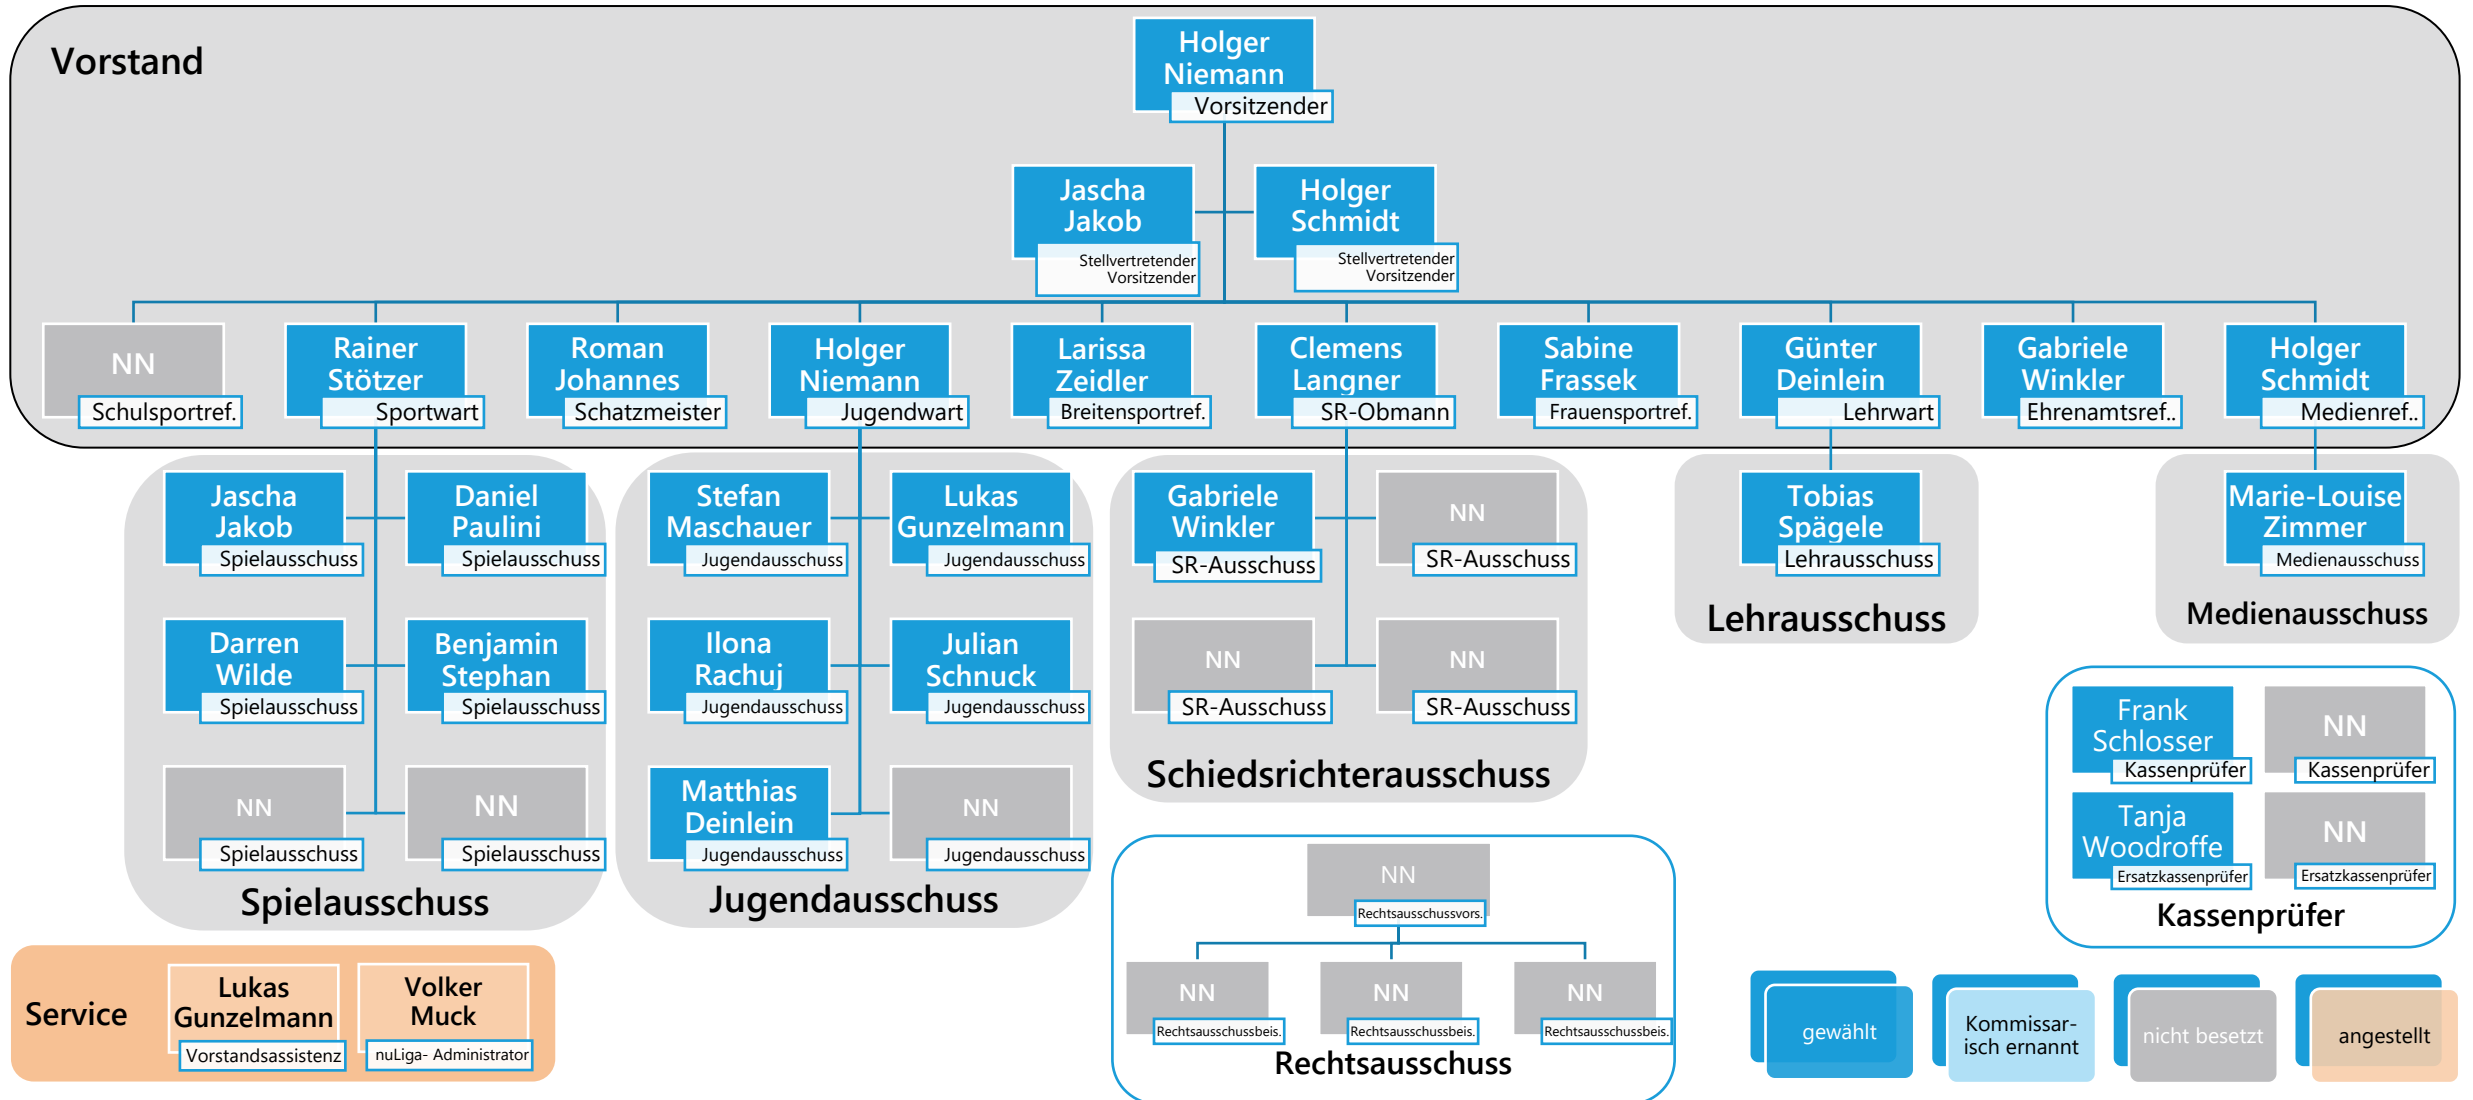 Vorstand
Holger
Niemann
Vorsitzender
Jascha
Jakob
Stellvertretender
Vorsitzender
Holger
Schmidt
Stellvertretender
Vorsitzender
NN
Schulsportref.
Rainer
Stötzer
Sportwart
Roman
Johannes
Schatzmeister
Holger
Niemann
Jugendwart
Larissa
Zeidler
Breitensportref.
Clemens
Langner
SR-Obmann
Sabine
Frassek
Frauensportref.
Günter
Deinlein
Lehrwart
Gabriele
Winkler
Ehrenamtsref..
Holger
Schmidt
Medienref..
Jascha
Jakob
Spielausschuss
Daniel
Paulini
Spielausschuss
Darren
Wilde
Spielausschuss
Benjamin
Stephan
Spielausschuss
NN
Spielausschuss
NN
Spielausschuss
Spielausschuss
Stefan
Maschauer
Jugendausschuss
Lukas
Gunzelmann
Jugendausschuss
Ilona
Rachuj
Jugendausschuss
Julian
Schnuck
Jugendausschuss
Matthias
Deinlein
Jugendausschuss
NN
Jugendausschuss
Jugendausschuss
Gabriele
Winkler
SR-Ausschuss
NN
SR-Ausschuss
NN
SR-Ausschuss
NN
SR-Ausschuss
Schiedsrichterausschuss
Tobias
Spägele
Lehrausschuss
Lehrausschuss
Marie-Louise
Zimmer
Medienausschuss
Medienausschuss
Frank
Schlosser
Kassenprüfer
NN
Kassenprüfer
Tanja
Woodroffe
Ersatzkassenprüfer
NN
Ersatzkassenprüfer
Kassenprüfer
NN
Rechtsausschussvors.
NN
Rechtsausschussbeis.
NN
Rechtsausschussbeis.
NN
Rechtsausschussbeis.
Rechtsausschuss
Service
Lukas
Gunzelmann
Vorstandsassistenz
Volker
Muck
nuLiga- Administrator
gewählt
Kommissar-
isch ernannt
nicht besetzt
angestellt